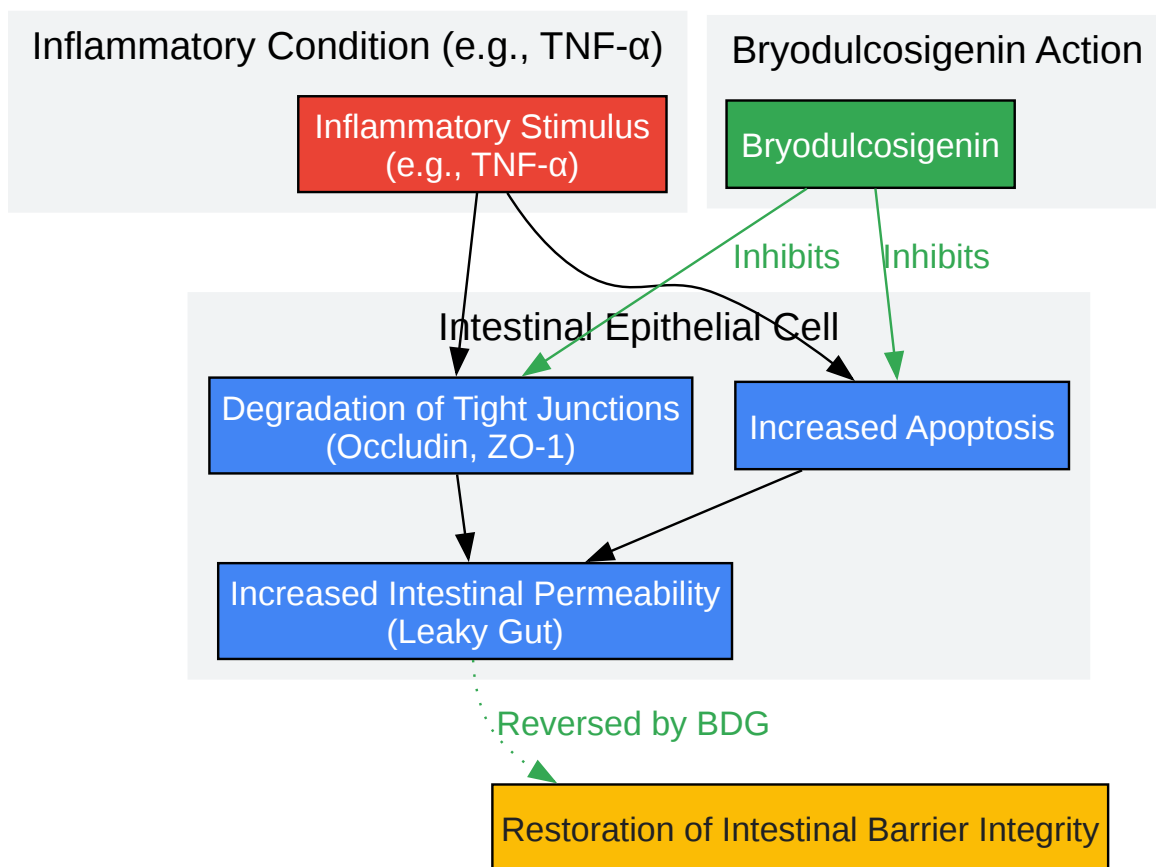 Inflammatory Condition (e.g., TNF-α)
Bryodulcosigenin Action
Inflammatory Stimulus
(e.g., TNF-α)
Bryodulcosigenin
Inhibits
Inhibits
Intestinal Epithelial Cell
Degradation of Tight Junctions
(Occludin, ZO-1)
Increased Apoptosis
Increased Intestinal Permeability
(Leaky Gut)
Reversed by BDG
Restoration of Intestinal Barrier Integrity